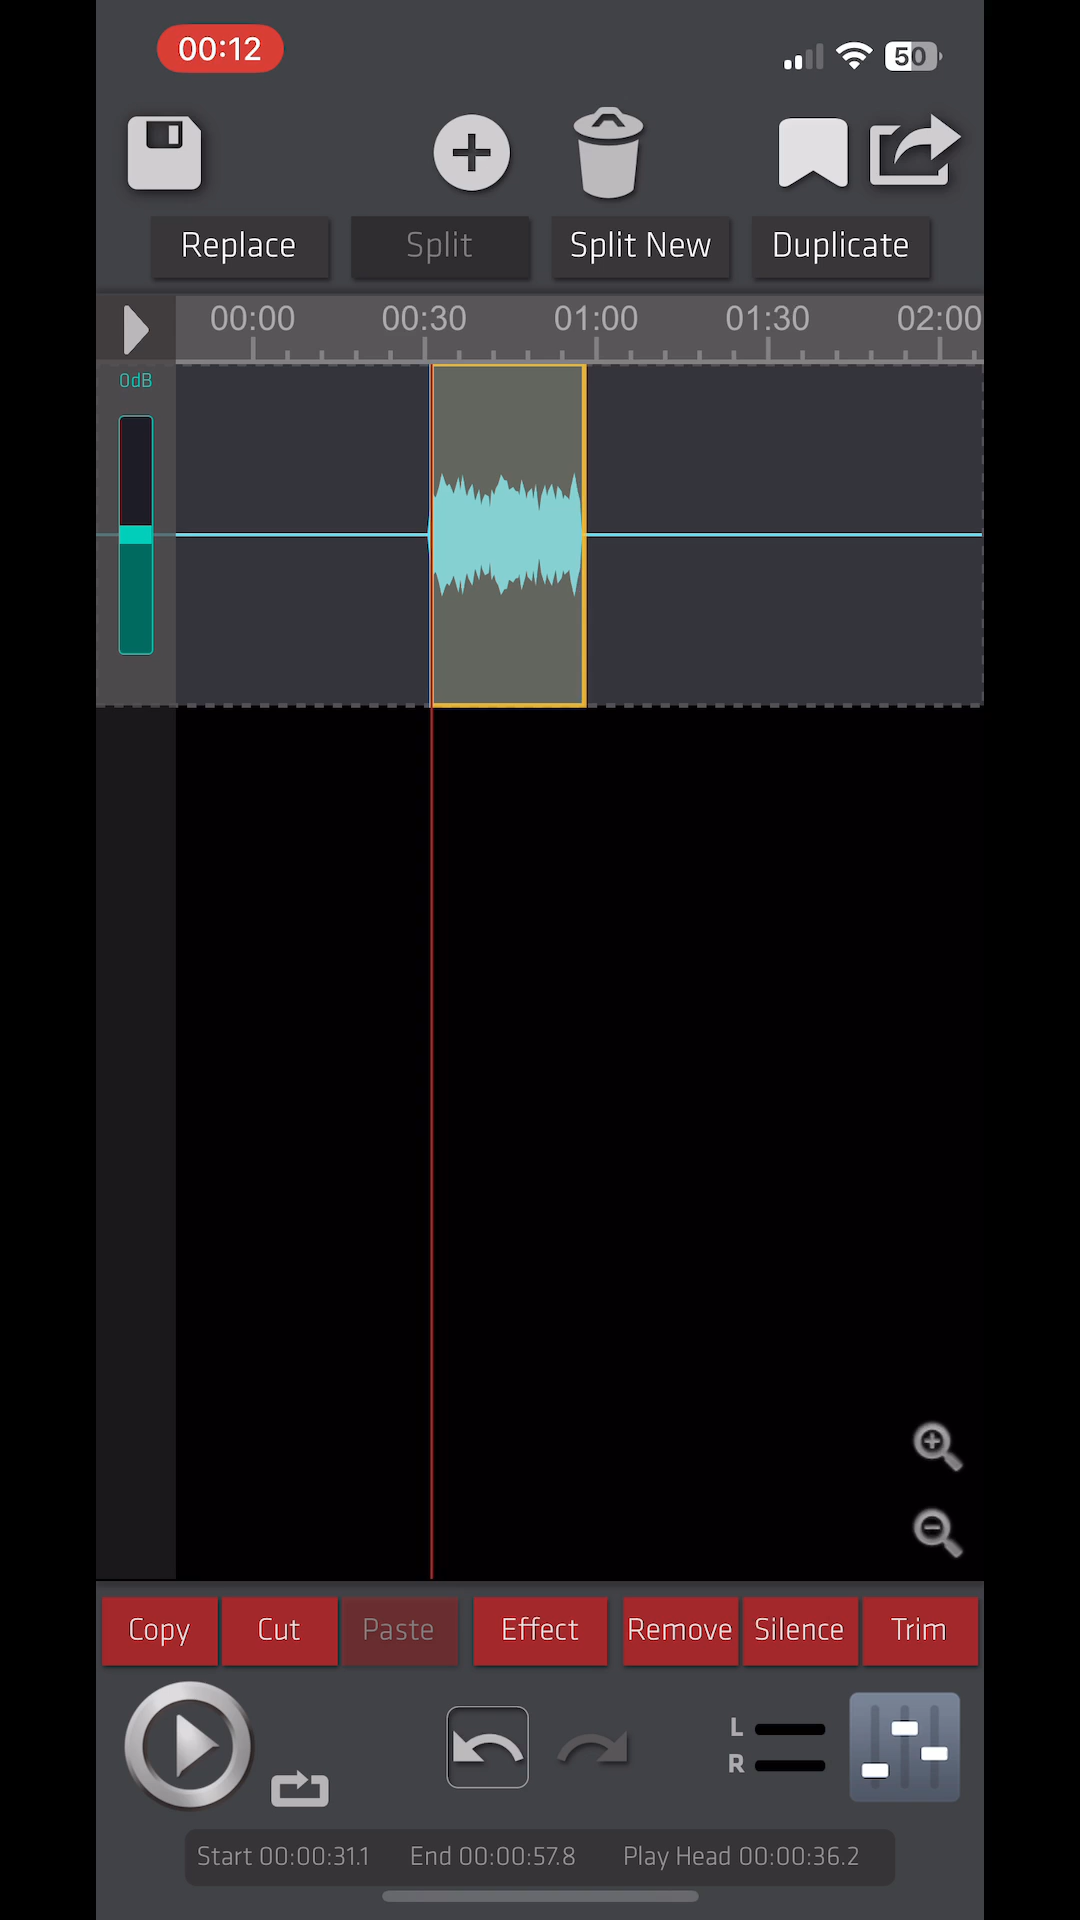 00:12
50
Replace Split Split New Duplicate
00:00 00:30 01:00 01:30 02:00
0dB
Copy Cut Paste Effect Remove Silence Trim
L
R
Start 00:00:31.1 End 00:00:57.8 Play Head 00:00:36.2